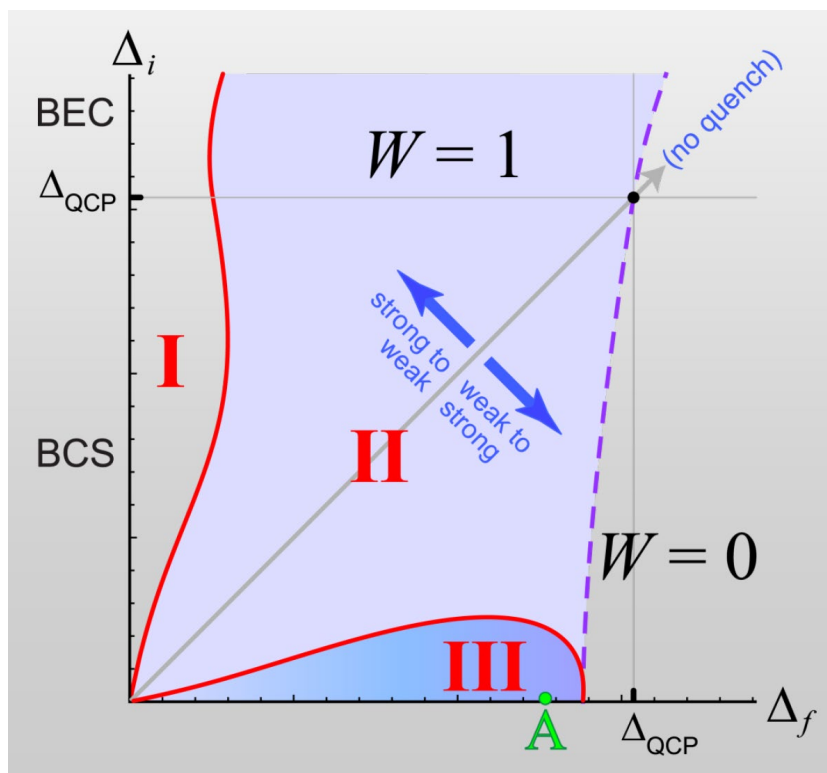 Δi
BEC
ΔQCP
BCS
I
II
III
W = 1
W = 0
(no quench)
strong to
weak
weak to
strong
A
ΔQCP
Δf